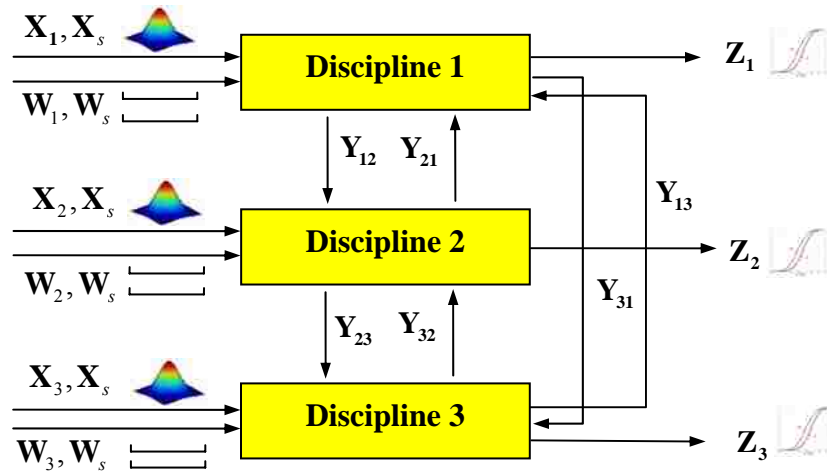 X₁, Xₛ
Discipline 1
Z₁
W₁, Wₛ
Y₁₂
Y₂₁
Y₁₃
X₂, Xₛ
Discipline 2
Z₂
W₂, Wₛ
Y₃₁
Y₂₃
Y₃₂
X₃, Xₛ
Discipline 3
W₃, Wₛ
Z₃